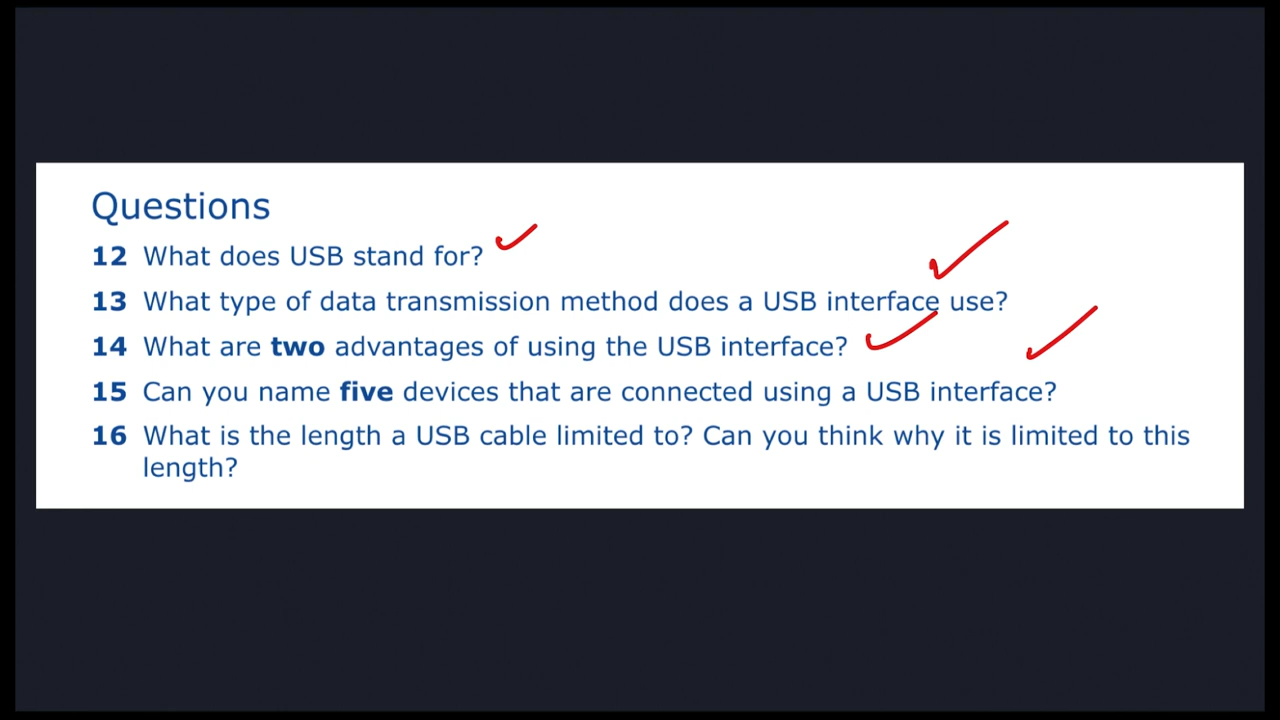 Questions
12 What does USB stand for?
13 What type of data transmission method does a USB interface use?
14 What are two advantages of using the USB interface?
15 Can you name five devices that are connected using a USB interface?
16 What is the length a USB cable limited to? Can you think why it is limited to this
length?